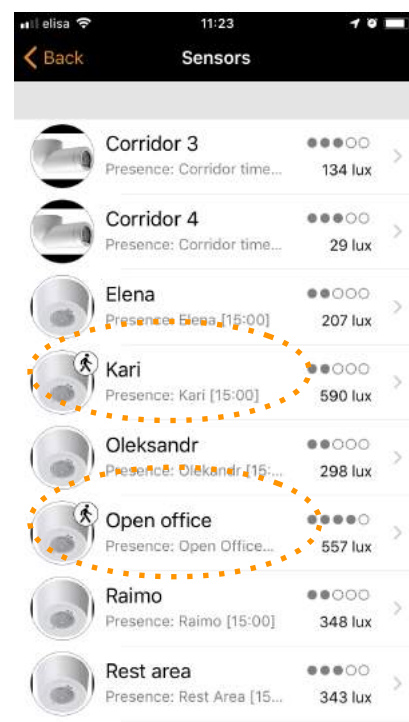 elisa 11:23
Back Sensors
Corridor 3
Presence: Corridor time... 134 lux
Corridor 4
Presence: Corridor time... 29 lux
Elena
Presence: Elena [15:00] 207 lux
Kari
Presence: Kari [15:00] 590 lux
Oleksandr
Presence: Olekandr [15:... 298 lux
Open office
Presence: Open Office... 557 lux
Raimo
Presence: Raimo [15:00] 348 lux
Rest area
Presence: Rest Area [15... 343 lux